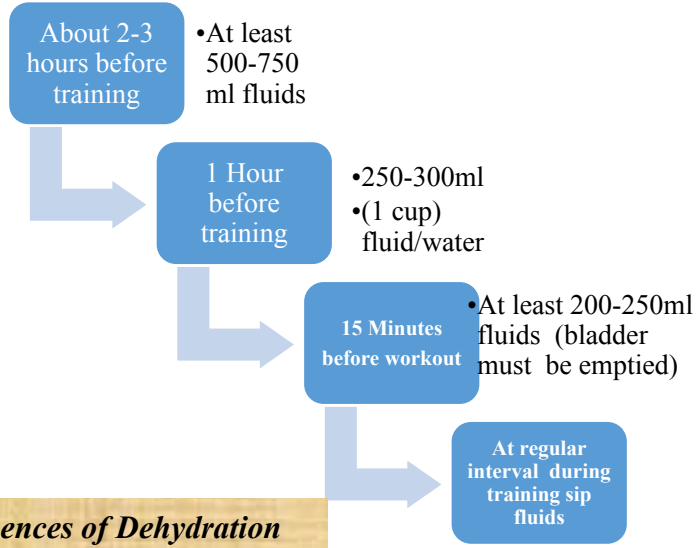 About 2-3
hours before
training
•At least
500-750
ml fluids
1 Hour
before
training
•250-300ml
•(1 cup)
fluid/water
15 Minutes
before workout
•At least 200-250ml
fluids (bladder
must be emptied)
At regular
interval during
training sip
fluids
ences of Dehydration